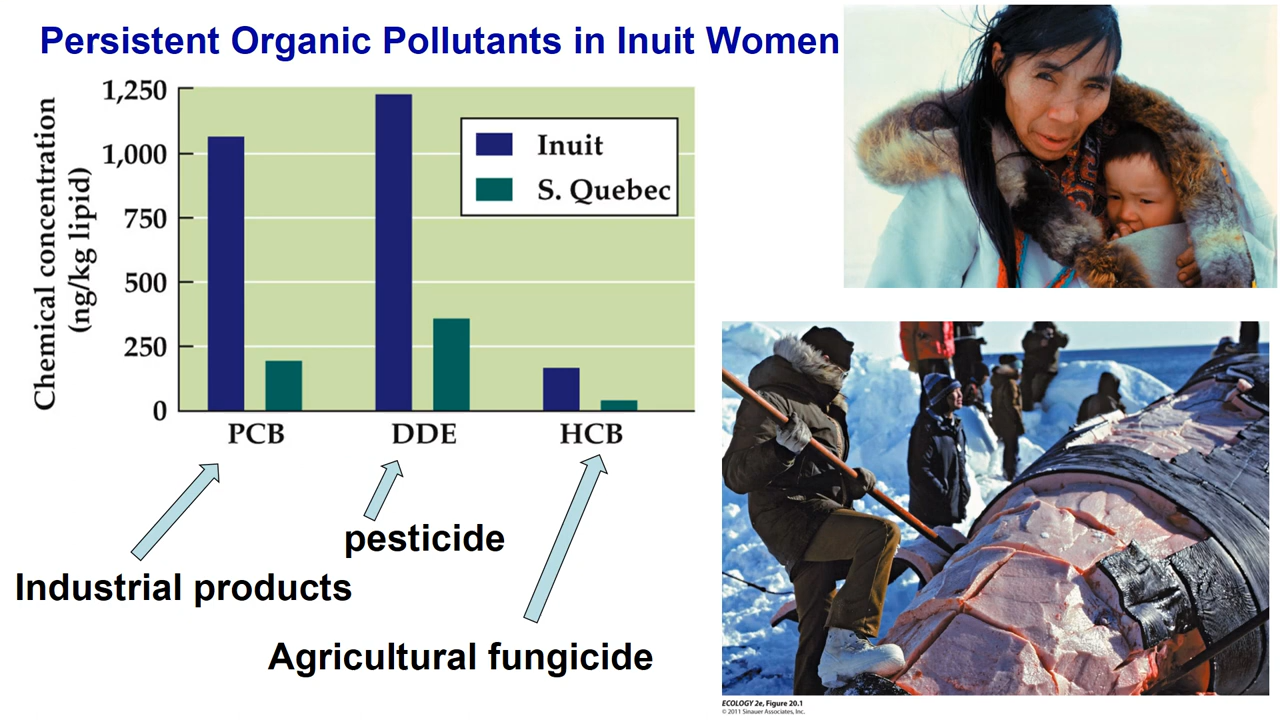 Persistent Organic Pollutants in Inuit Women
Chemical concentration
(ng/kg lipid)
1,250
1,000
750
500
250
0
Inuit
S. Quebec
PCB
DDE
HCB
pesticide
Industrial products
Agricultural fungicide
ECOLOGY 2e, Figure 20.1
© 2011 Sinauer Associates, Inc.